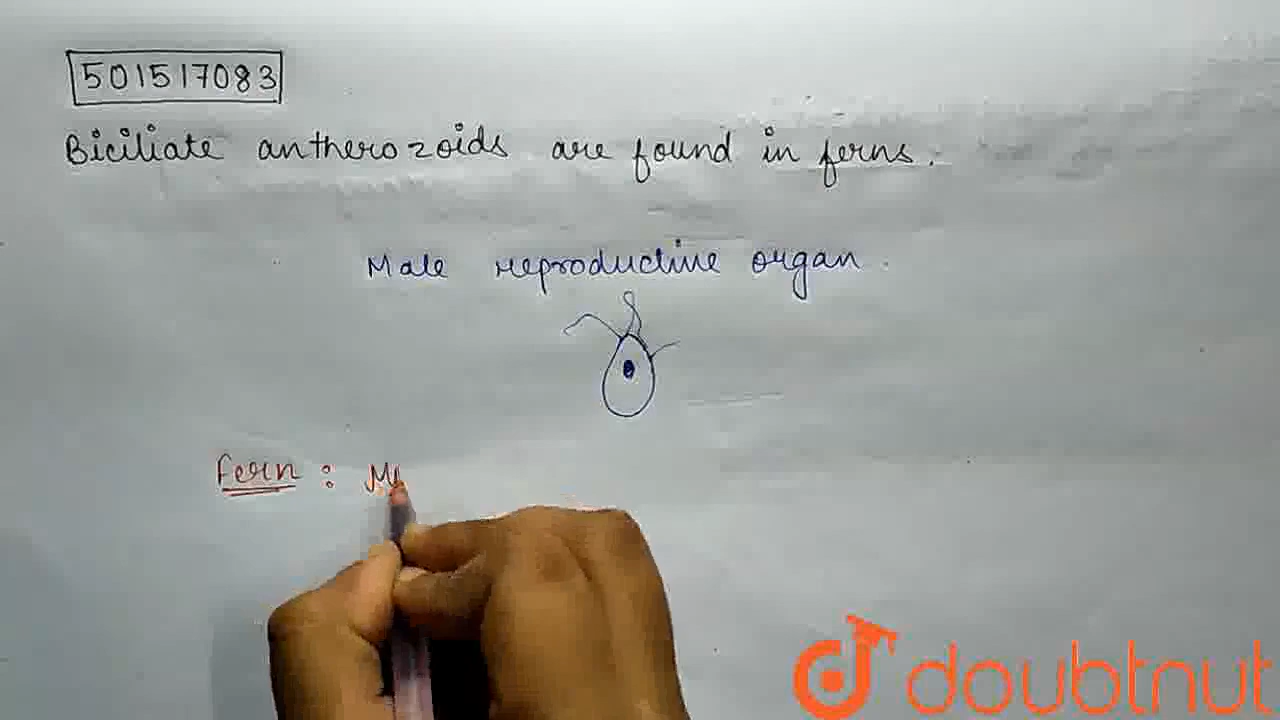 501517083
Biciliate antherozoids are found in ferns.
Male reproductive organ.
Fern : M
doubtnut